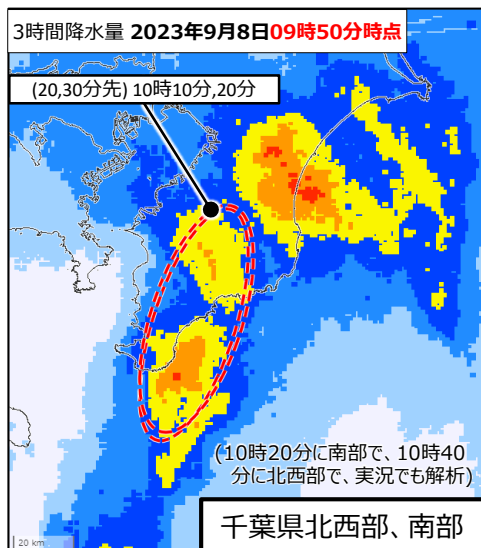 3時間降水量 2023年9月8日09時50分時点
(20,30分先) 10時10分,20分
(10時20分に南部で、10時40
分に北西部で、実況でも解析)
千葉県北西部、南部
20 km